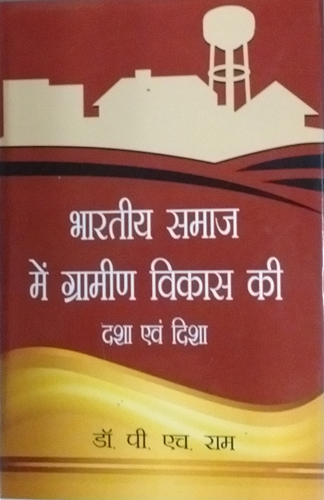 भारतीय समाज
में ग्रामीण विकास की
दशा एवं दिशा
डॉ. पी. एच. राम